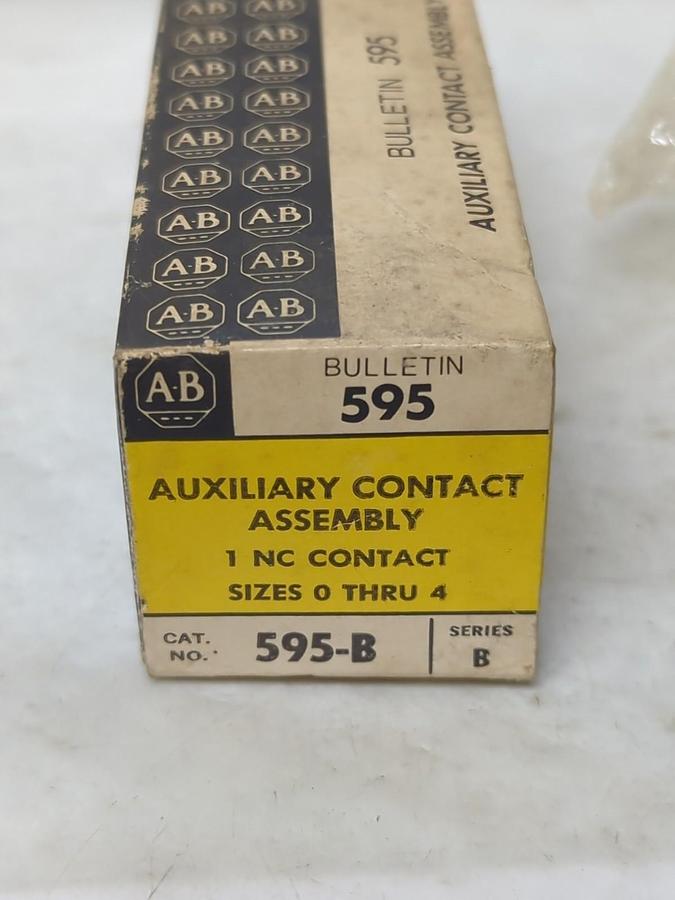 A-B A-B
A-B A-B
A-B A-B
A-B A-B
A-B A-B
A-B A-B
A-B A-B
A-B A-B
A-B A-B
BULLETIN 595
AUXILIARY CONTACT ASSEMBLY
A-B
BULLETIN
595
AUXILIARY CONTACT
ASSEMBLY
1 NC CONTACT
SIZES 0 THRU 4
CAT.
NO.
595-B
SERIES
B